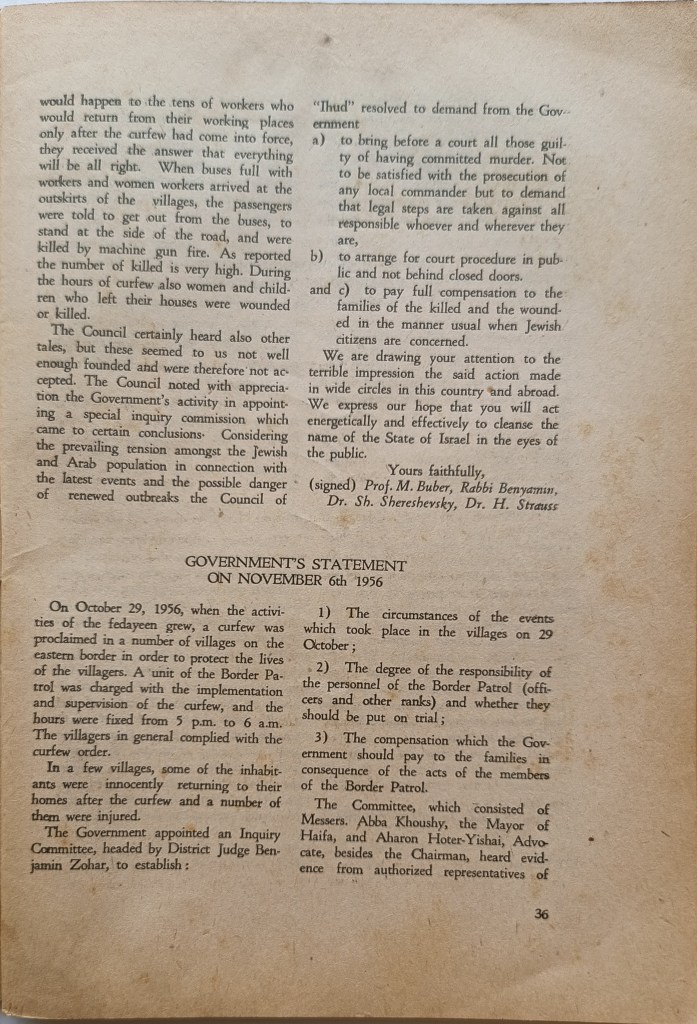 would happen to the tens of workers who
would return from their working places
only after the curfew had come into force,
they received the answer that everything
will be all right. When buses full with
workers and women workers arrived at the
outskirts of the villages, the passengers
were told to get out from the buses, to
stand at the side of the road, and were
killed by machine gun fire. As reported
the number of killed is very high. During
the hours of curfew also women and child-
ren who left their houses were wounded
or killed.
The Council certainly heard also other
tales, but these seemed to us not well
enough founded and were therefore not ac-
cepted. The Council noted with apprecia-
tion the Government's activity in appoint-
ing a special inquiry commission which
came to certain conclusions. Considering
the prevailing tension amongst the Jewish
and Arab population in connection with
the latest events and the possible danger
of renewed outbreaks the Council of
"Ihud" resolved to demand from the Gov-
ernment
a) to bring before a court all those guil-
ty of having committed murder. Not
to be satisfied with the prosecution of
any local commander but to demand
that legal steps are taken against all
responsible whoever and wherever they
are,
b) to arrange for court procedure in pub-
lic and not behind closed doors.
and c) to pay full compensation to the
families of the killed and the wound-
ed in the manner usual when Jewish
citizens are concerned.
We are drawing your attention to the
terrible impression the said action made
in wide circles in this country and abroad.
We express our hope that you will act
energetically and effectively to cleanse the
name of the State of Israel in the eyes of
the public.
Yours faithfully,
(signed) Prof. M. Buber, Rabbi Benyamin,
Dr. Sh. Shereshevsky, Dr. H. Strauss
GOVERNMENT'S STATEMENT
ON NOVEMBER 6th 1956
On October 29, 1956, when the activi-
ties of the fedayeen grew, a curfew was
proclaimed in a number of villages on the
eastern border in order to protect the lives
of the villagers. A unit of the Border Pa-
trol was charged with the implementation
and supervision of the curfew, and the
hours were fixed from 5 p.m. to 6 a.m.
The villagers in general complied with the
curfew order.
In a few villages, some of the inhabit-
ants were innocently returning to their
homes after the curfew and a number of
them were injured.
The Government appointed an Inquiry
Committee, headed by District Judge Ben-
jamin Zohar, to establish :
1) The circumstances of the events
which took place in the villages on 29
October ;
2) The degree of the responsibility of
the personnel of the Border Patrol (offi-
cers and other ranks) and whether they
should be put on trial ;
3) The compensation which the Gov-
ernment should pay to the families in
consequence of the acts of the members
of the Border Patrol.
The Committee, which consisted of
Messers. Abba Khoushy, the Mayor of
Haifa, and Aharon Hoter-Yishai, Advo-
cate, besides the Chairman, heard evid-
ence from authorized representatives of
36